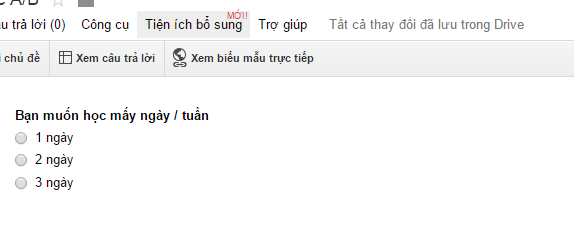 A/B
u trả lời (0) Công cụ Tiện ích bổ sung MỚI! Trợ giúp Tất cả thay đổi đã lưu trong Drive
i chủ đề Xem câu trả lời Xem biểu mẫu trực tiếp
Bạn muốn học mấy ngày / tuần
1 ngày
2 ngày
3 ngày